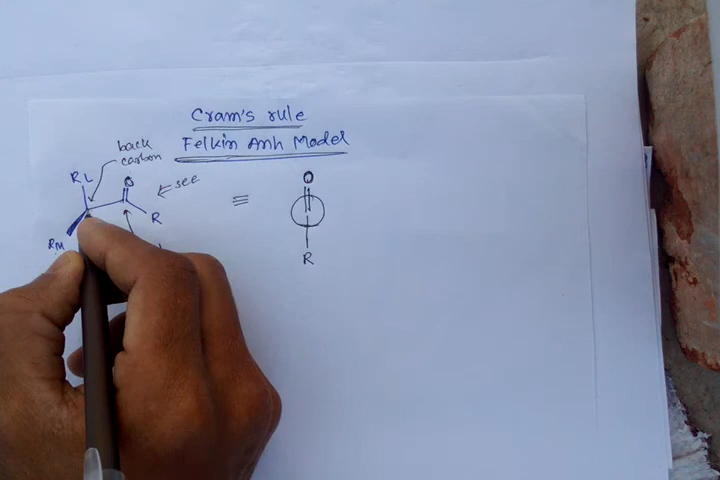 Cram's rule
Felkin Anh Model
back
carbon
RL
O
see
R
RM
≡
O
R